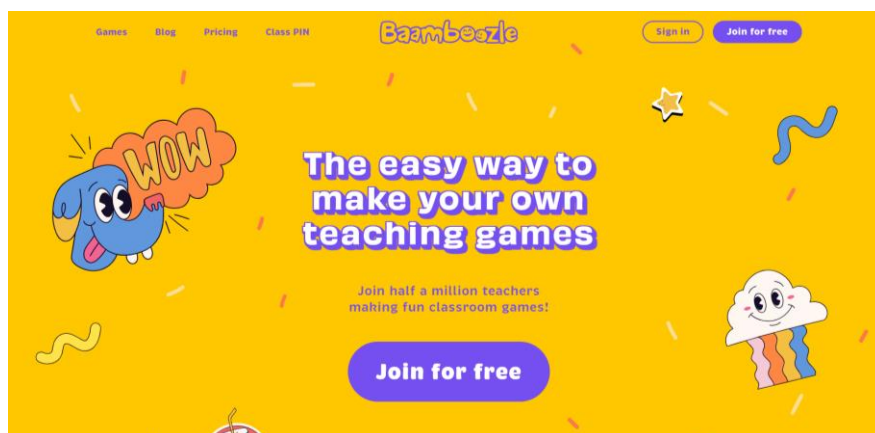 Games Blog Pricing Class PIN Baamboozle Sign in Join for free
WOW
The easy way to
make your own
teaching games
Join half a million teachers
making fun classroom games!
Join for free